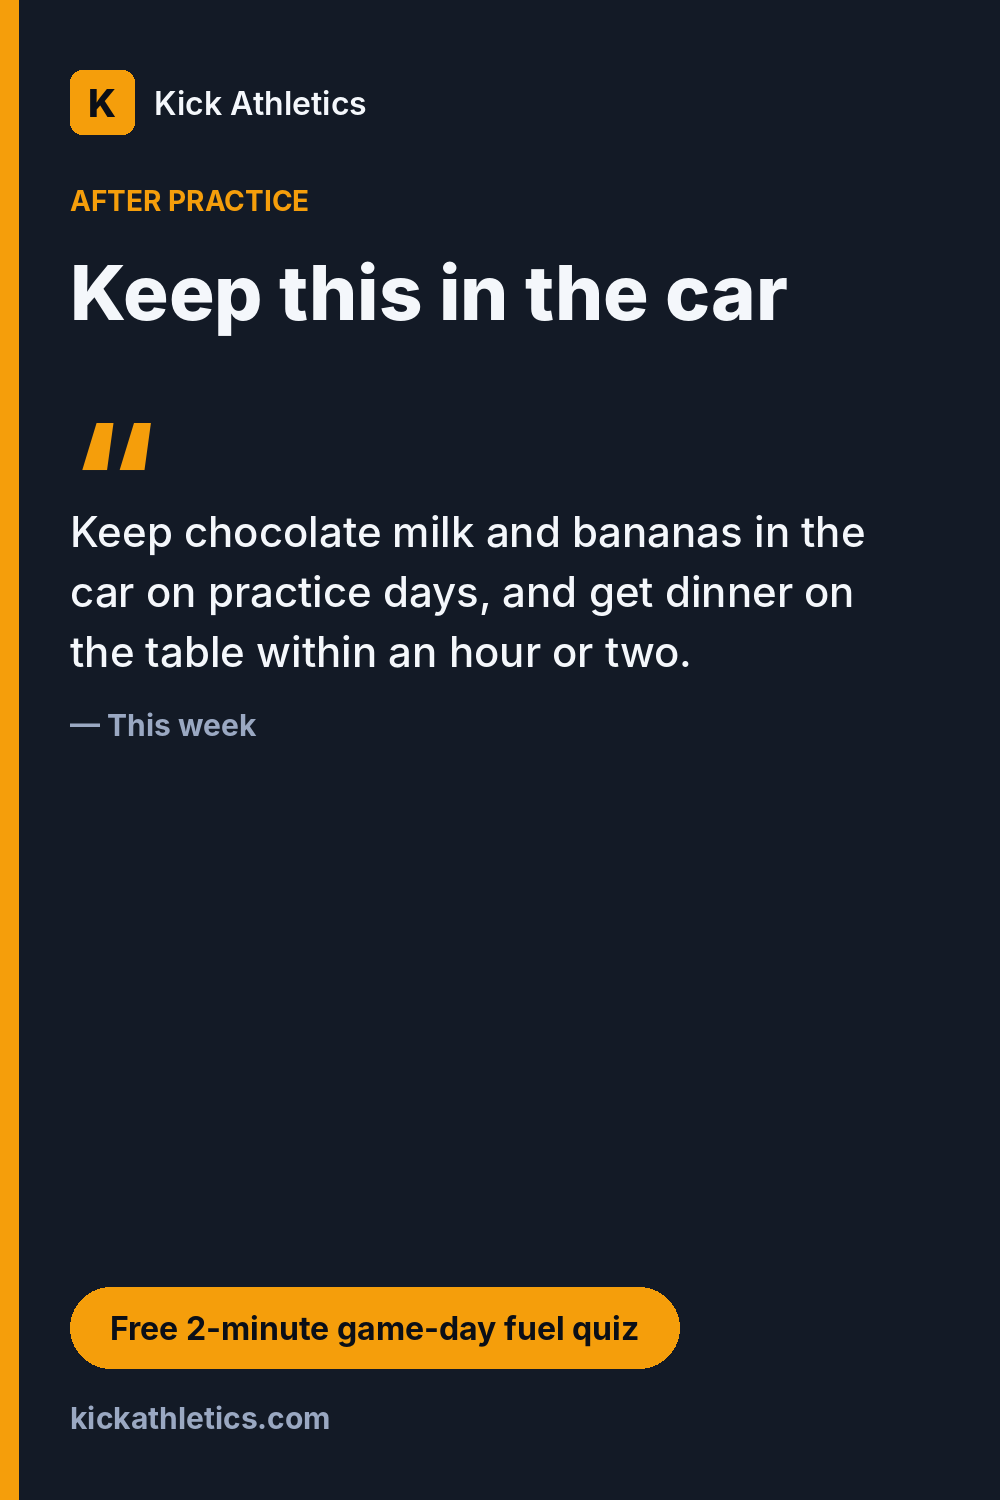 K
Kick Athletics
AFTER PRACTICE
Keep this in the car
"
Keep chocolate milk and bananas in the
car on practice days, and get dinner on
the table within an hour or two.
— This week
Free 2-minute game-day fuel quiz
kickathletics.com